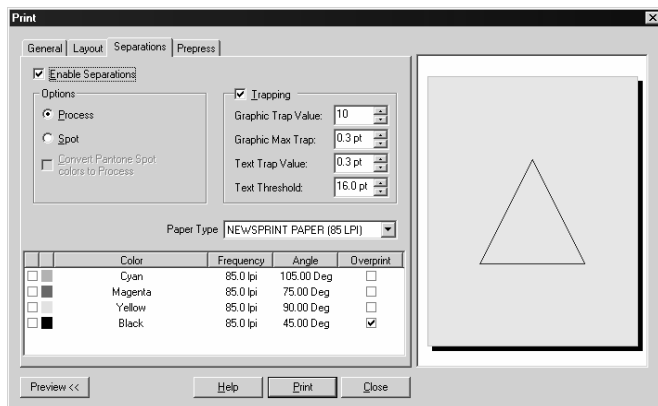 Print
General Layout Separations Prepress
Enable Separations
Options
Process
Spot
Convert Pantone Spot
colors to Process
Trapping
Graphic Trap Value: 10
Graphic Max Trap: 0.3 pt
Text Trap Value: 0.3 pt
Text Threshold: 16.0 pt
Paper Type NEWSPRINT PAPER (85 LPI)
Color Frequency Angle Overprint
Cyan 85.0 lpi 105.00 Deg
Magenta 85.0 lpi 75.00 Deg
Yellow 85.0 lpi 90.00 Deg
Black 85.0 lpi 45.00 Deg
Preview << Help Print Close